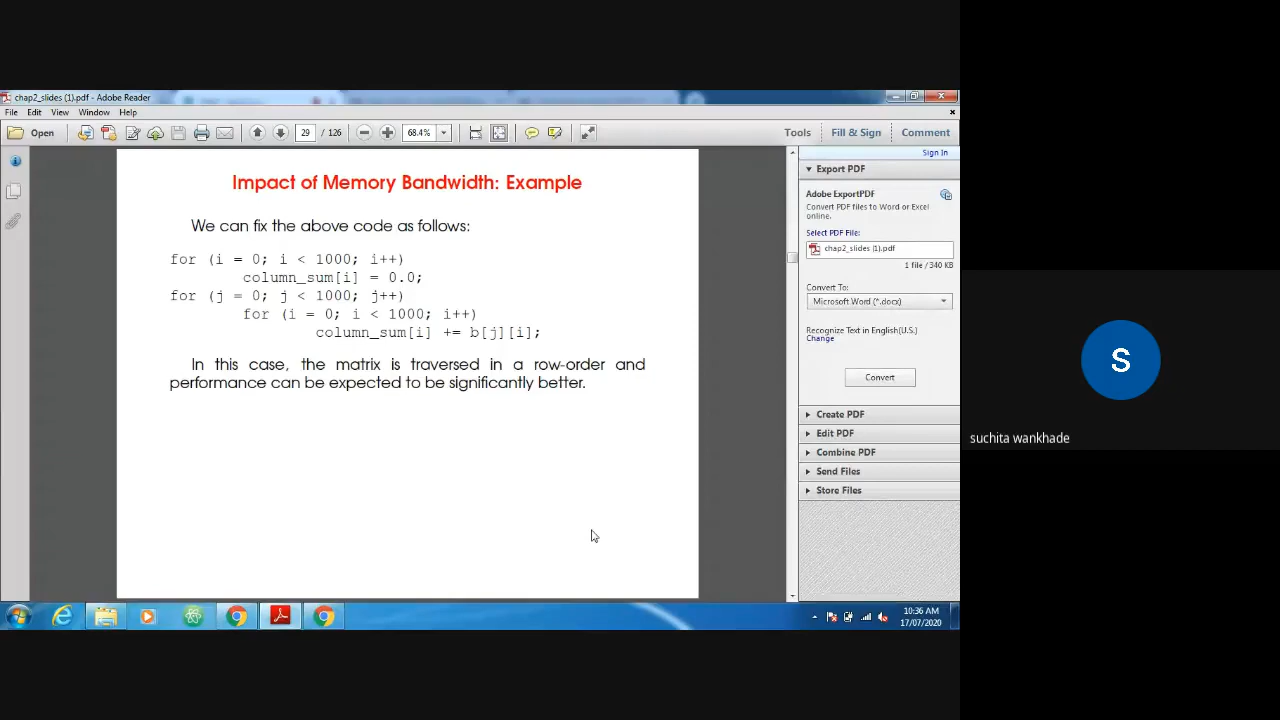 chap2_slides (1).pdf - Adobe Reader
File Edit View Window Help
Open 29 / 126 68.4% Tools Fill & Sign Comment
Sign In
Impact of Memory Bandwidth: Example
We can fix the above code as follows:
for (i = 0; i < 1000; i++)
column_sum[i] = 0.0;
for (j = 0; j < 1000; j++)
for (i = 0; i < 1000; i++)
column_sum[i] += b[j][i];
In this case, the matrix is traversed in a row-order and
performance can be expected to be significantly better.
Export PDF
Adobe ExportPDF
Convert PDF files to Word or Excel
online.
Select PDF File:
chap2_slides (1).pdf
1 file / 340 KB
Convert To:
Microsoft Word (*.docx)
Recognize Text in English(U.S.)
Change
Convert
Create PDF
Edit PDF
Combine PDF
Send Files
Store Files
S
suchita wankhade
10:36 AM
17/07/2020